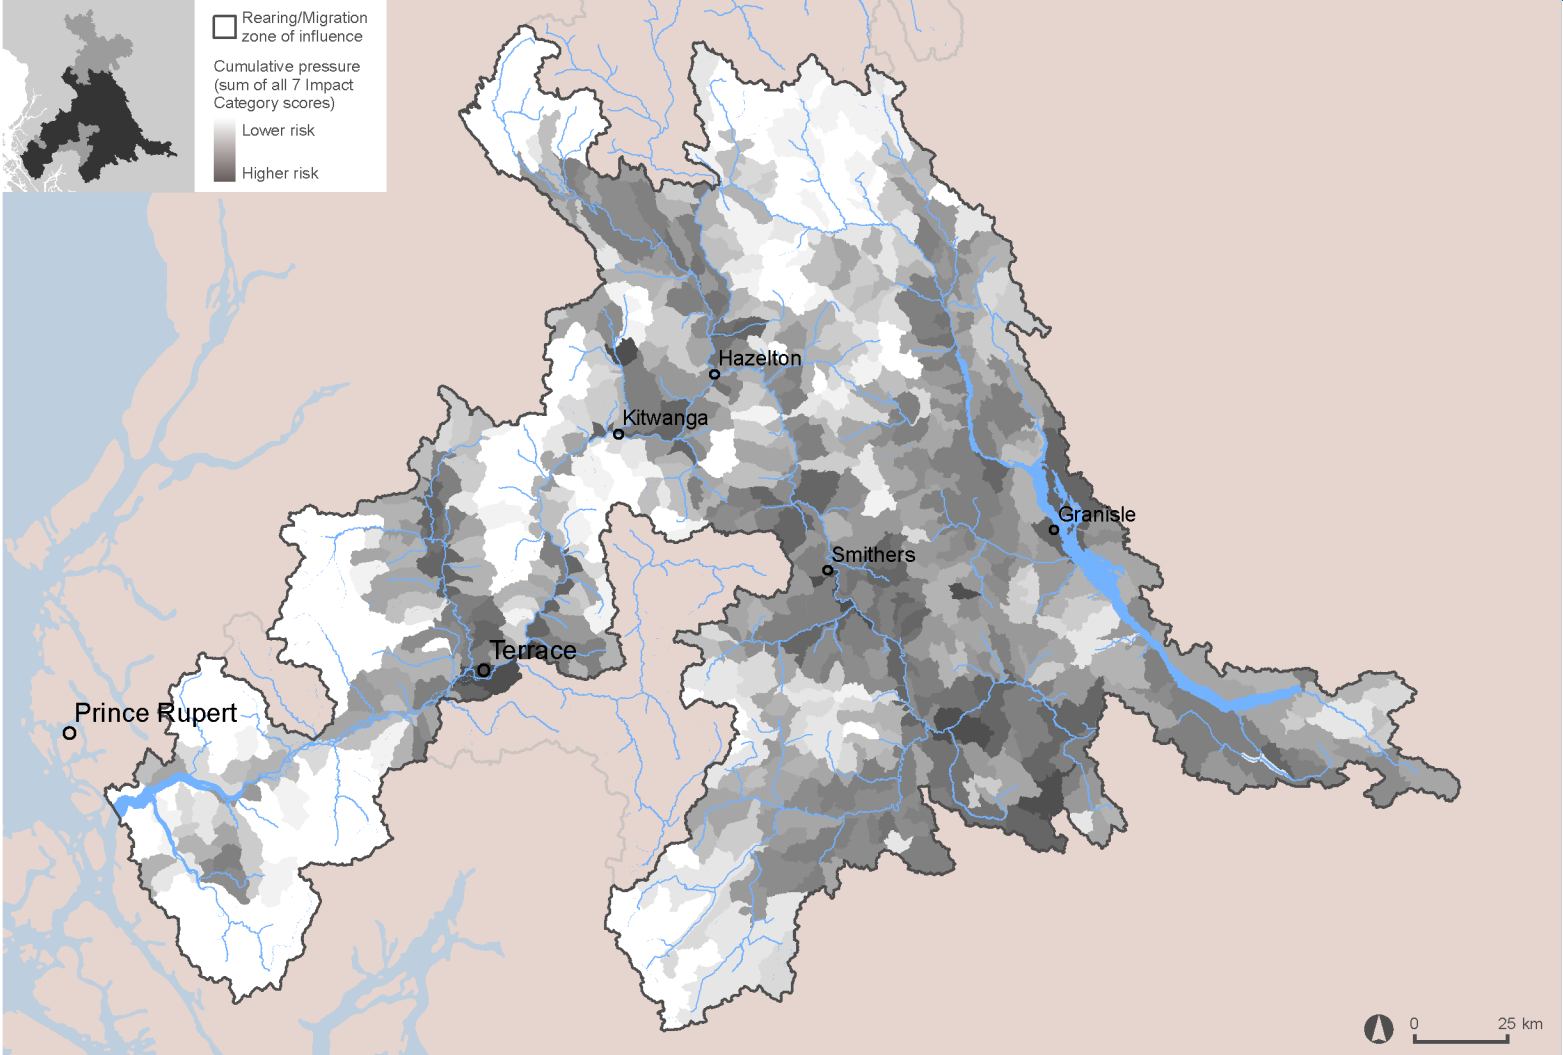 Rearing/Migration
zone of influence
Cumulative pressure
(sum of all 7 Impact
Category scores)
Lower risk
Higher risk
Hazelton
Kitwanga
Granisle
Smithers
Terrace
Prince Rupert
0 25 km